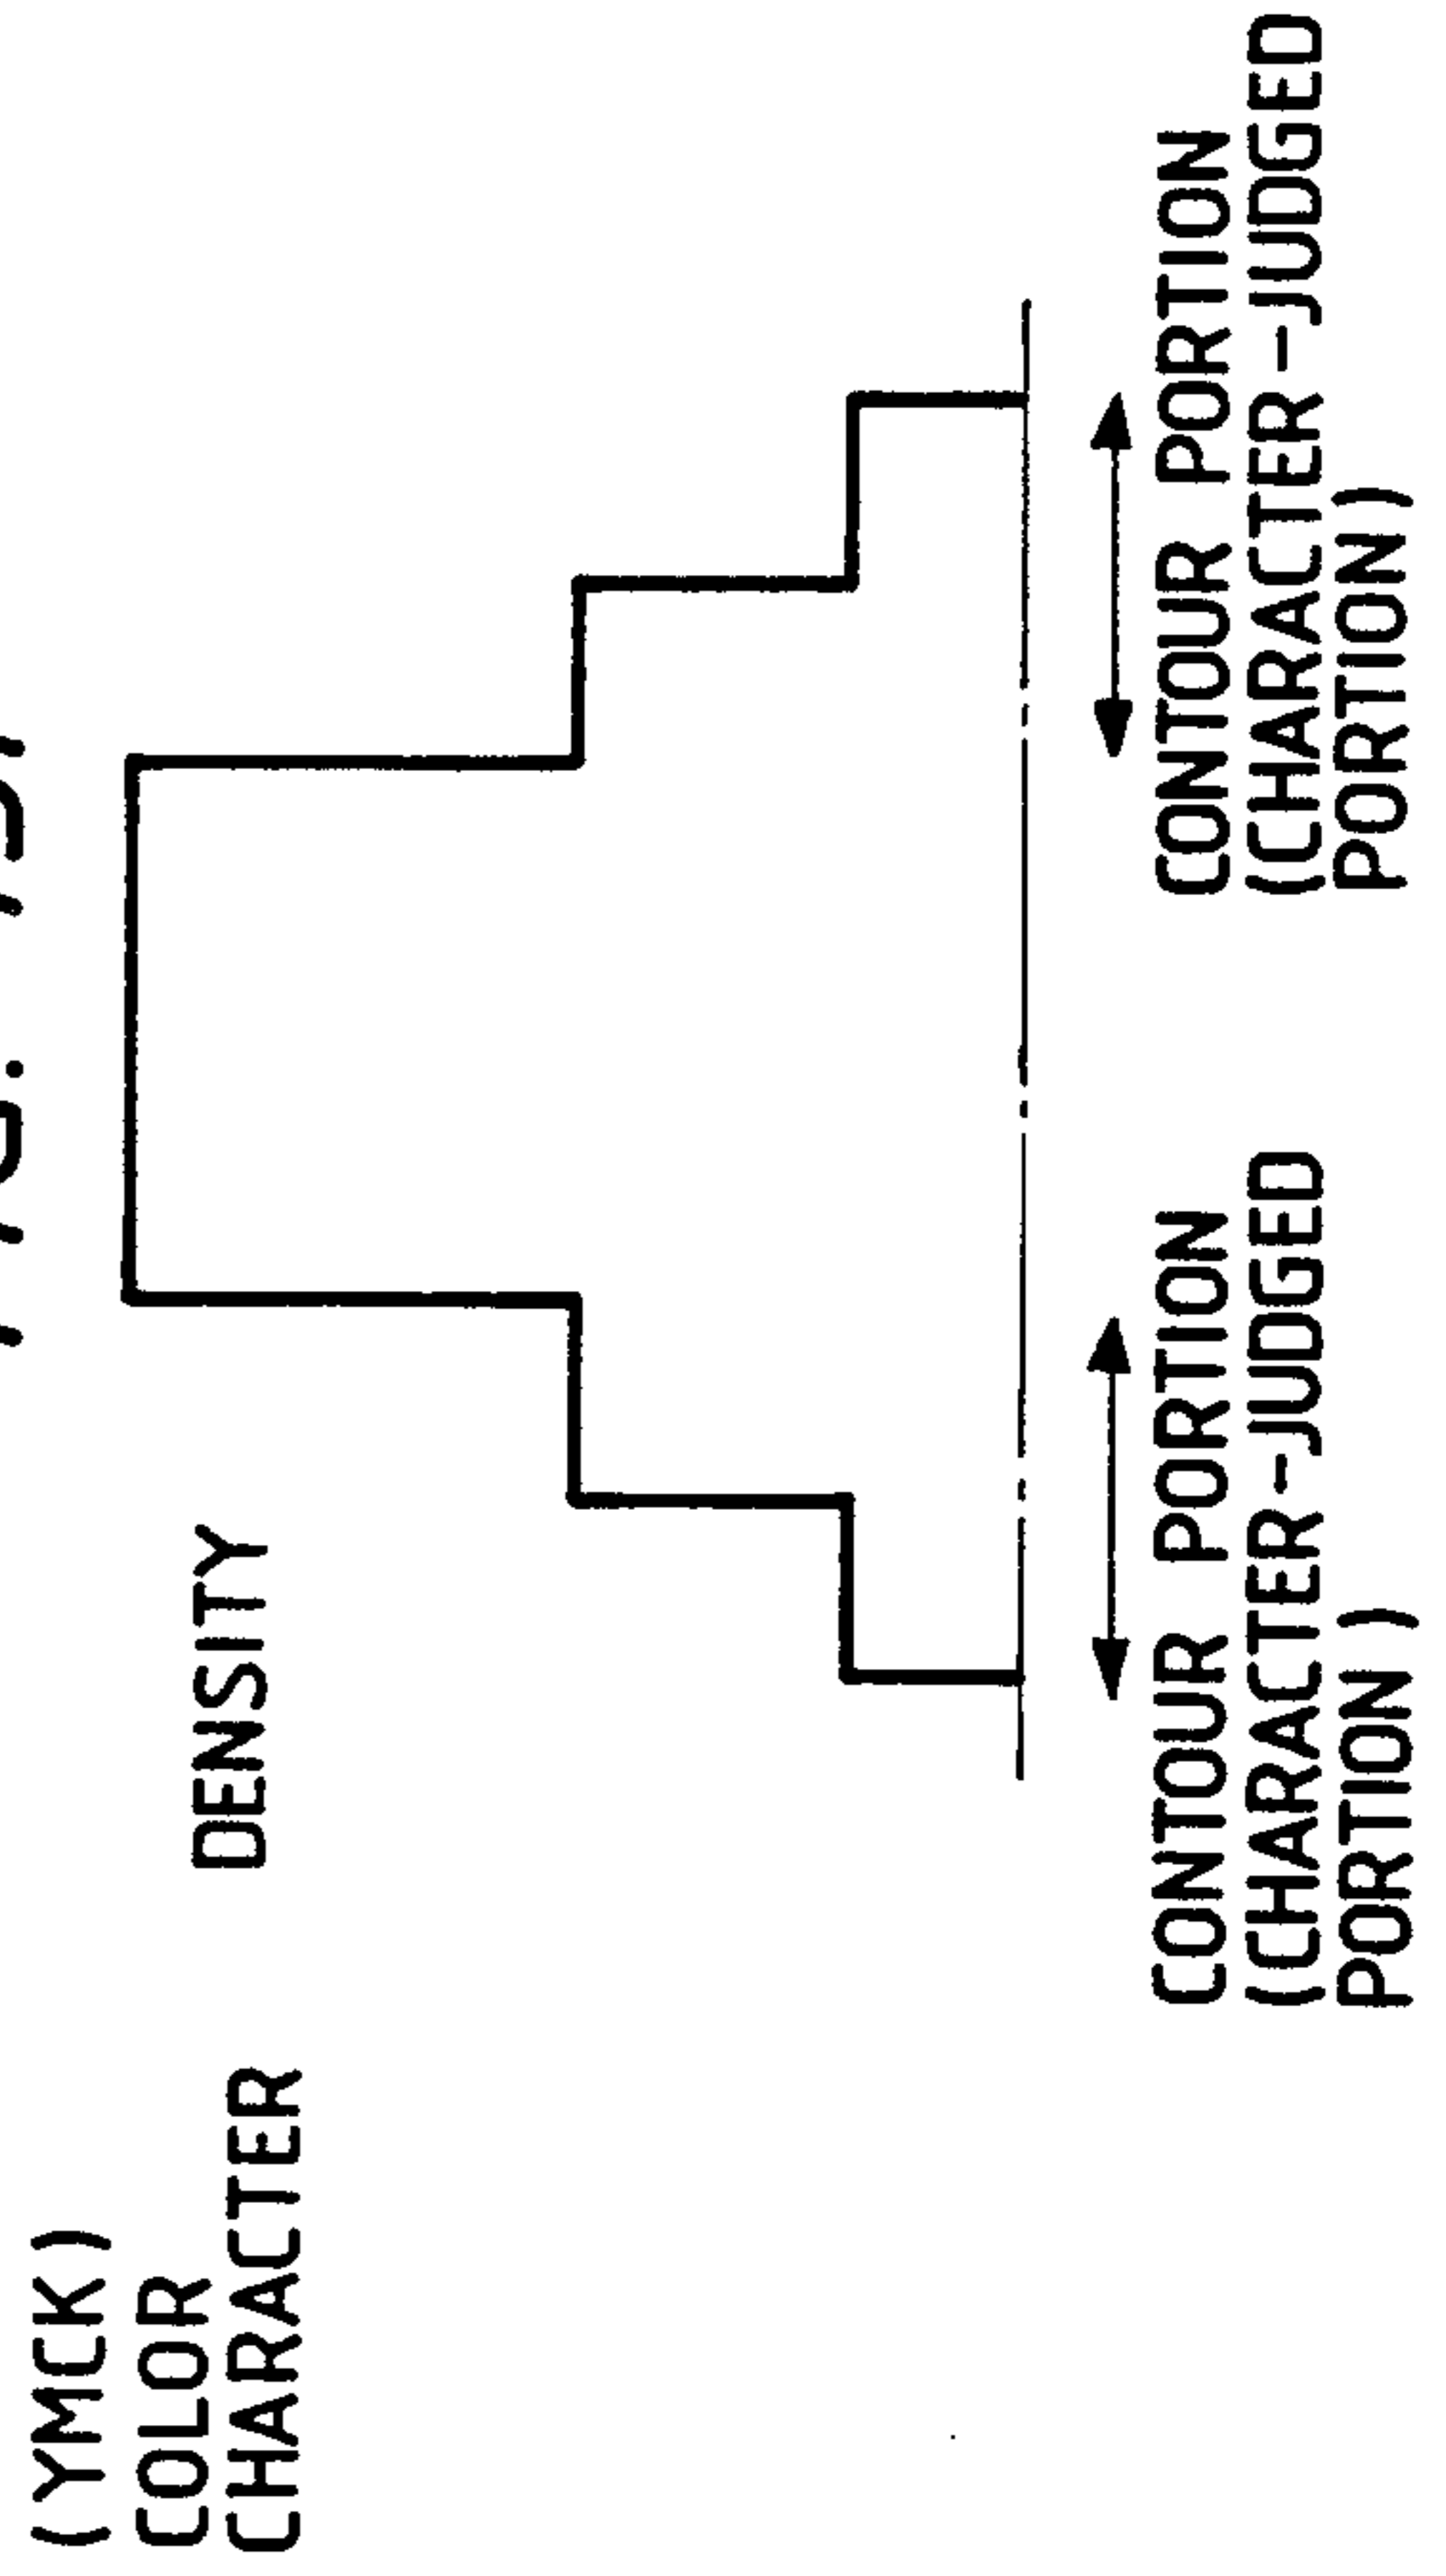 (YMCK)
COLOR
CHARACTER
DENSITY
CONTOUR PORTION
(CHARACTER-JUDGED
PORTION)
CONTOUR PORTION
(CHARACTER-JUDGED
PORTION)